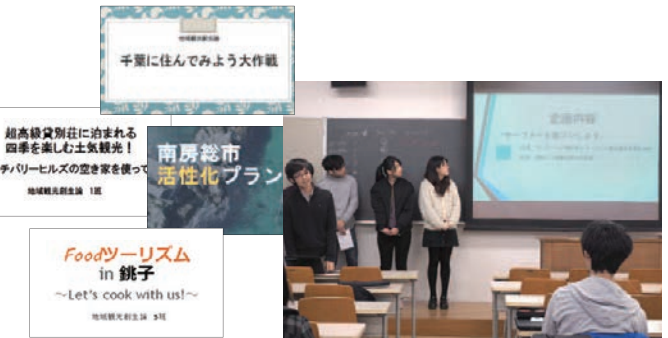 地域観光創生論
千葉に住んでみよう大作戦
超高級貸別荘に泊まれる
四季を楽しむ土気観光！
チバリーヒルズの空き家を使って
地域観光創生論 1班
南房総市
活性化プラン
Foodツーリズム
in 銚子
～Let's cook with us!～
地域観光創生論 5班
企画内容